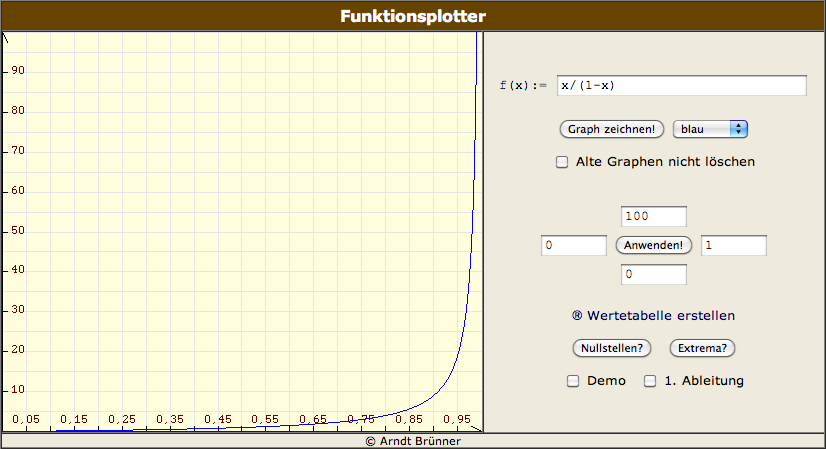 Funktionsplotter
90
80
70
60
50
40
30
20
10
0,05 0,15 0,25 0,35 0,45 0,55 0,65 0,75 0,85 0,95
f(x):= x/(1-x)
Graph zeichnen! blau
Alte Graphen nicht löschen
100
0 Anwenden! 1
0
® Wertetabelle erstellen
Nullstellen? Extrema?
Demo 1. Ableitung
© Arndt Brünner